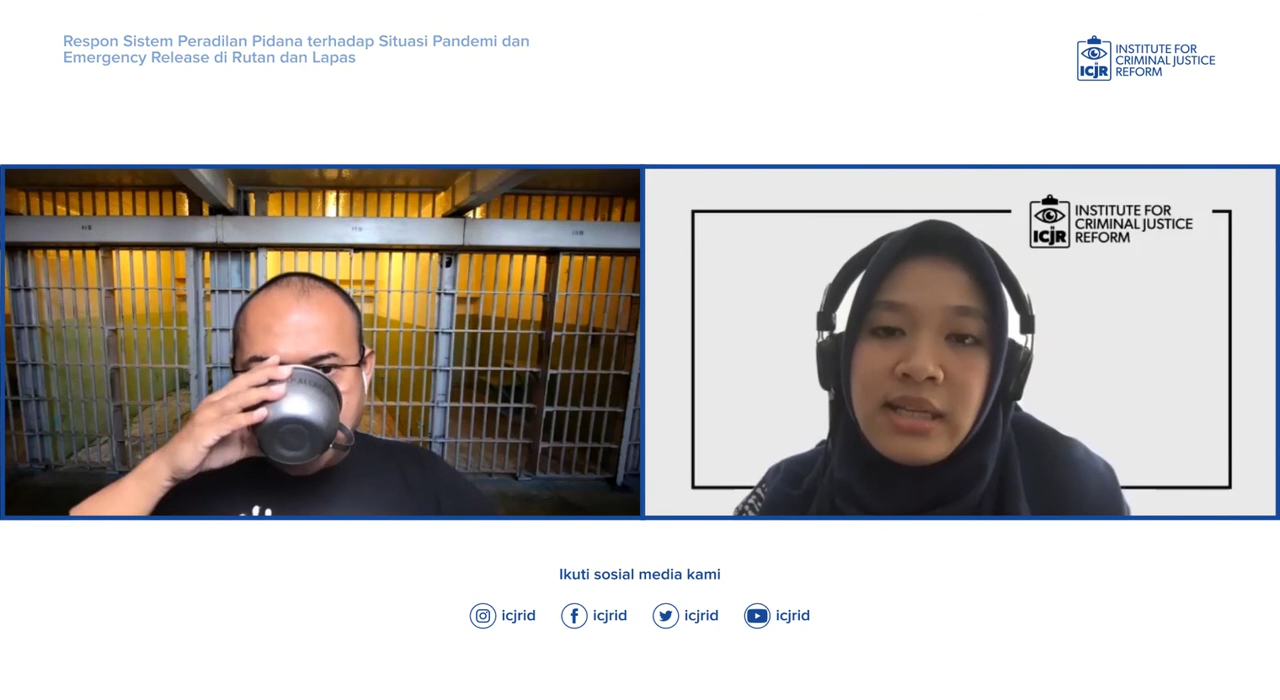 Respon Sistem Peradilan Pidana terhadap Situasi Pandemi dan
Emergency Release di Rutan dan Lapas
ICJR
INSTITUTE FOR
CRIMINAL JUSTICE
REFORM
ICJR
INSTITUTE FOR
CRIMINAL JUSTICE
REFORM
Ikuti sosial media kami
icjrid
icjrid
icjrid
icjrid